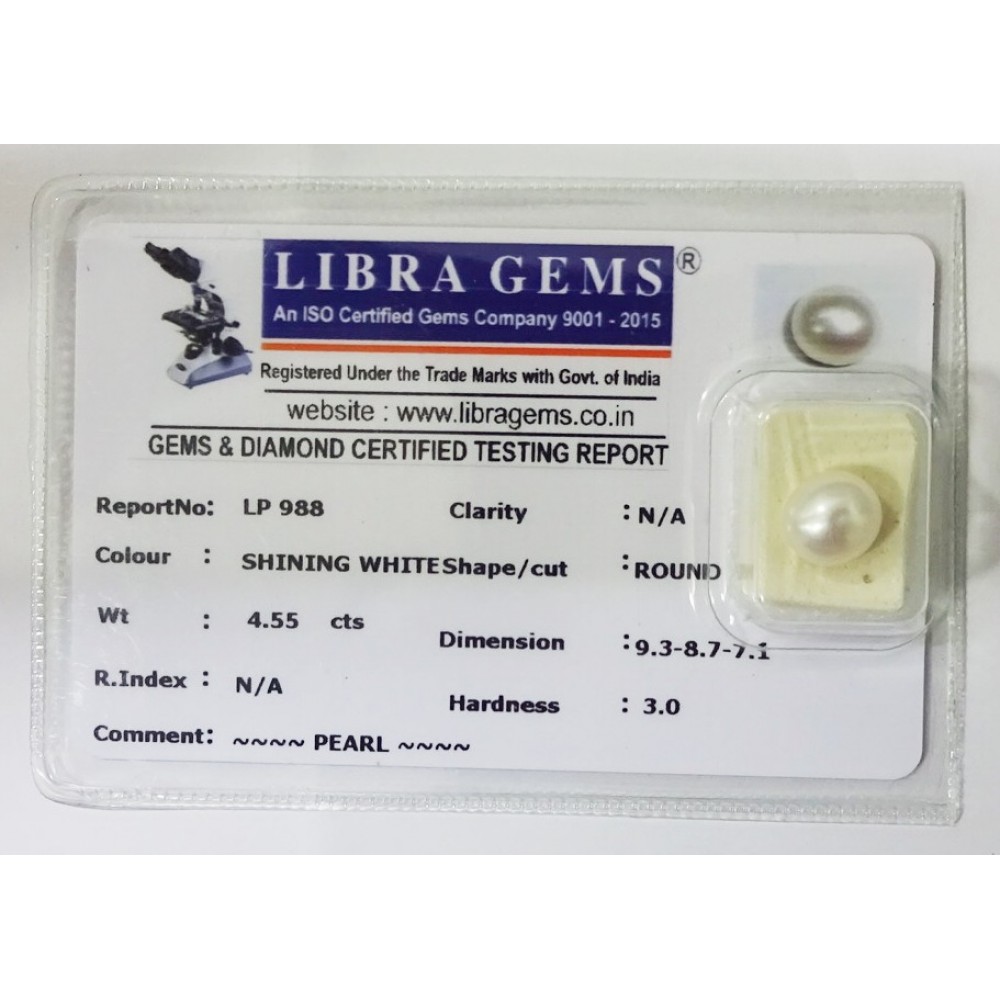 LIBRA GEMS ®
An ISO Certified Gems Company 9001 - 2015
Registered Under the Trade Marks with Govt. of India
website : www.libragems.co.in
GEMS & DIAMOND CERTIFIED TESTING REPORT
ReportNo: LP 988 Clarity : N/A
Colour : SHINING WHITE Shape/cut : ROUND
Wt : 4.55 cts Dimension : 9.3-8.7-7.1
R.Index : N/A Hardness : 3.0
Comment: ~~~~ PEARL ~~~~